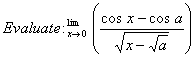 Evaluate: lim x→0 ( (cos x − cos a) / √(x − √a) )